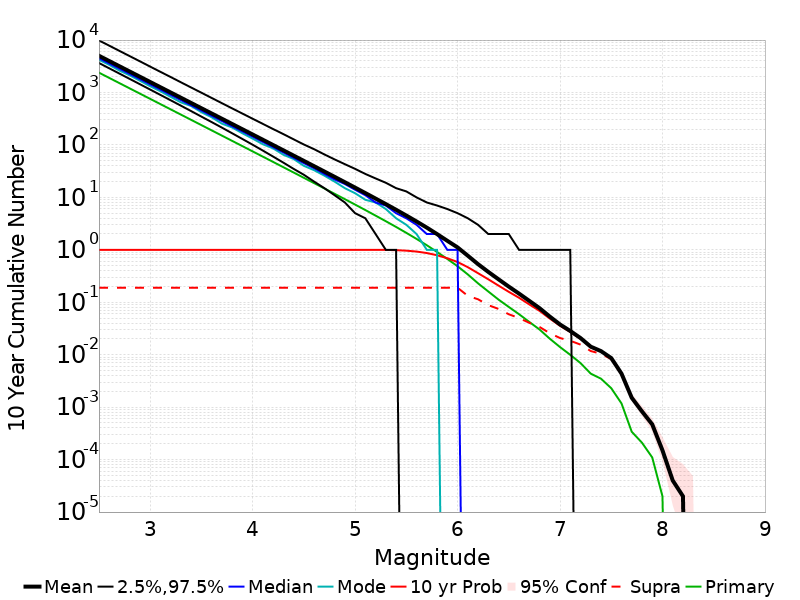 10^4
10^3
10^2
10^1
10^0
10^-1
10^-2
10^-3
10^-4
10^-5
10 Year Cumulative Number
3 4 5 6 7 8 9
Magnitude
Mean 2.5%,97.5% Median Mode 10 yr Prob 95% Conf Supra Primary